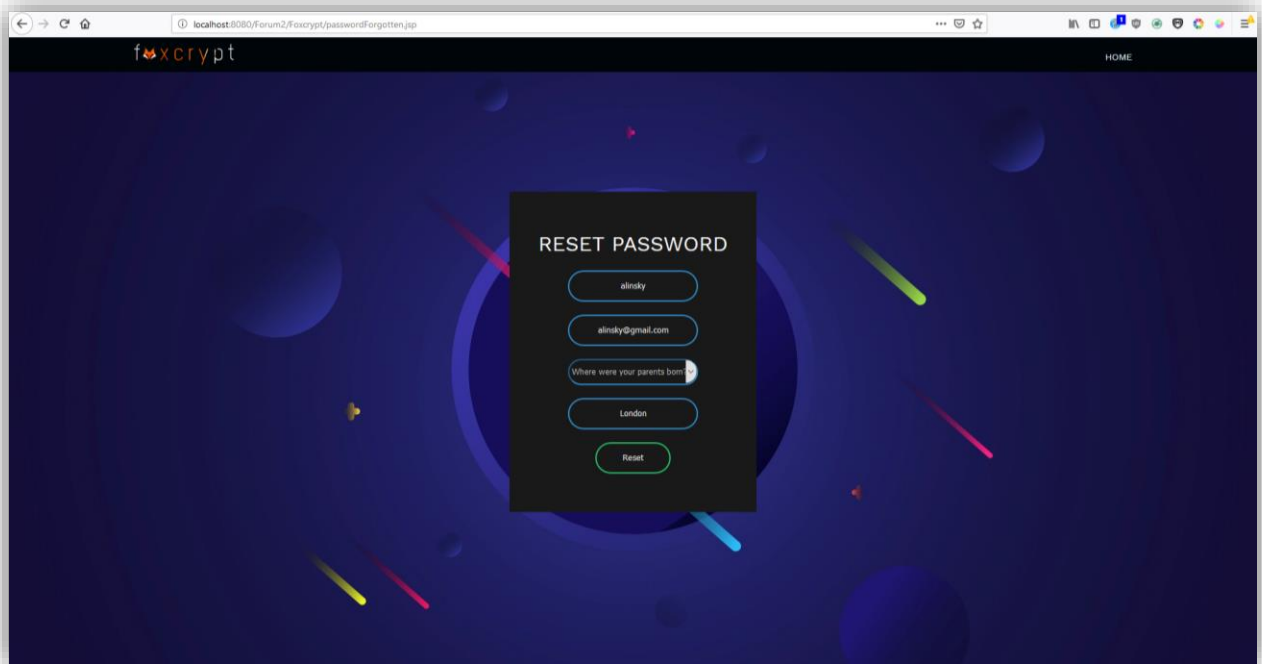 localhost:8080/Forum2/Foxcrypt/passwordForgotten.jsp
foxcrypt
HOME
RESET PASSWORD
alinsky
alinsky@gmail.com
Where were your parents born?
London
Reset